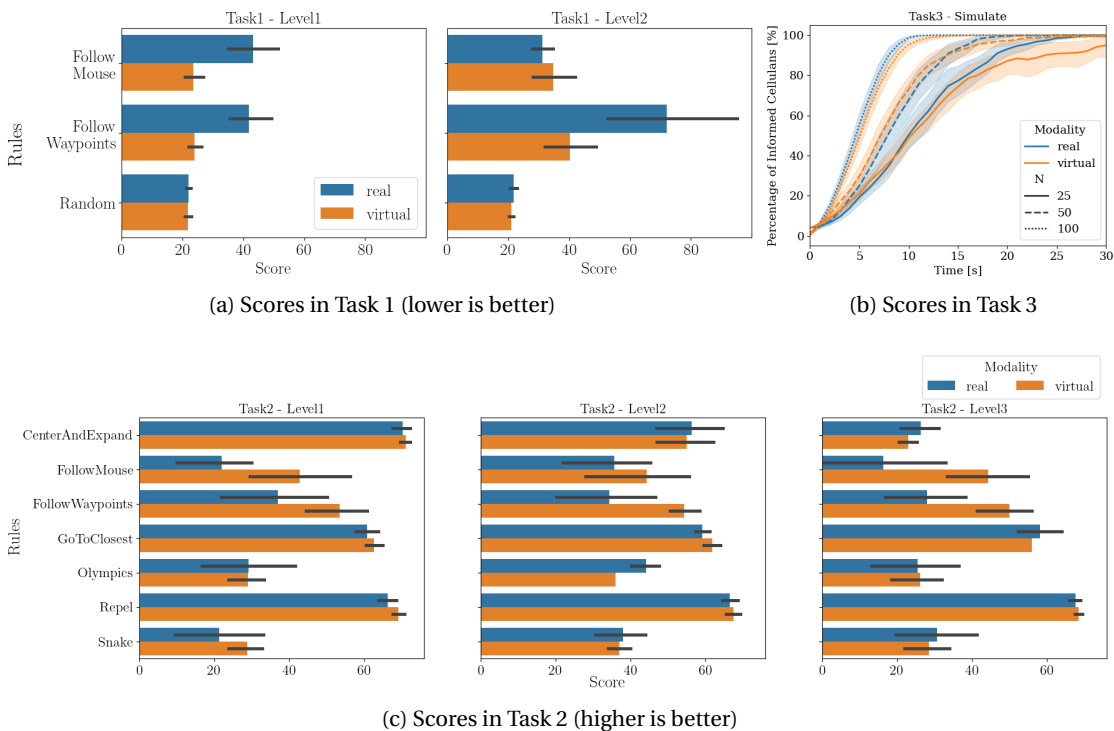 Task1 - Level1
Task1 - Level2
Task3 - Simulate
Rules
Follow
Mouse
Follow
Waypoints
Random
real
virtual
0 20 40 60 80
Score
0 20 40 60 80
Score
Percentage of Informed Cellulans [%]
100
80
60
40
20
0
Modality
real
virtual
N
25
50
100
0 5 10 15 20 25 30
Time [s]
(a) Scores in Task 1 (lower is better)
(b) Scores in Task 3
Modality
real virtual
Task2 - Level1
Task2 - Level2
Task2 - Level3
Rules
CenterAndExpand
FollowMouse
FollowWaypoints
GoToClosest
Olympics
Repel
Snake
0 20 40 60
0 20 40 60
0 20 40 60
Score
(c) Scores in Task 2 (higher is better)